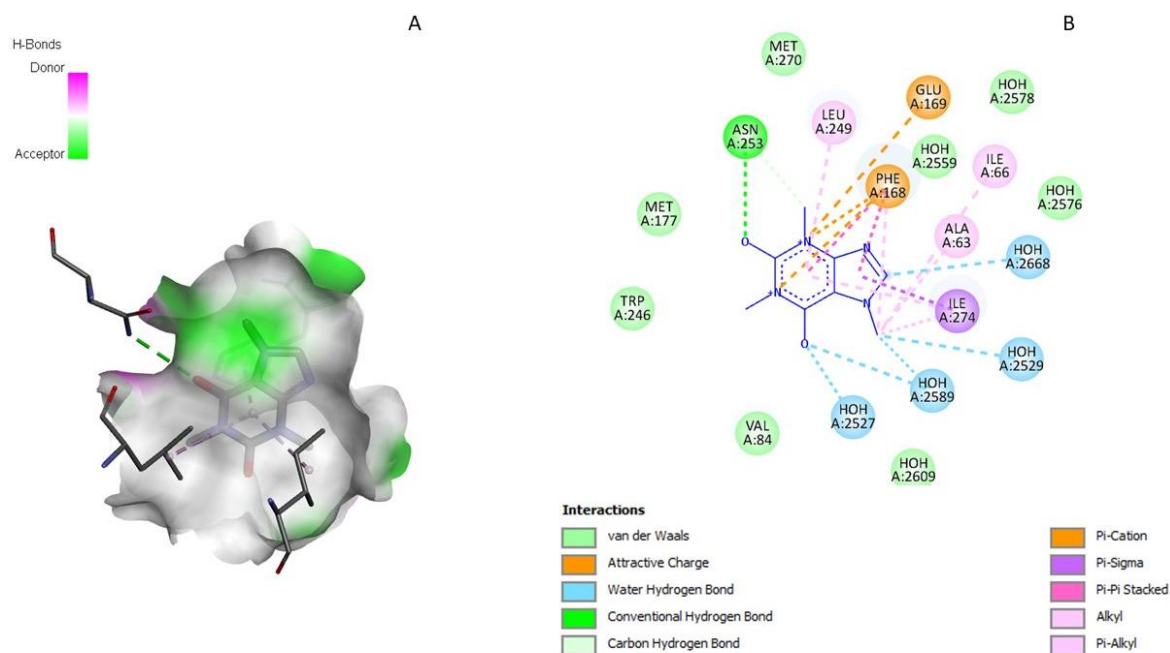 A
H-Bonds
Donor
Acceptor
B
MET
A:270
GLU
A:169
HOH
A:2578
LEU
A:249
ASN
A:253
HOH
A:2559
ILE
A:66
PHE
A:168
HOH
A:2576
MET
A:177
ALA
A:63
HOH
A:2668
N
+
N
O
+
N
N
O
TRP
A:246
ILE
A:274
HOH
A:2529
HOH
A:2589
HOH
A:2527
VAL
A:84
HOH
A:2609
Interactions
van der Waals
Attractive Charge
Water Hydrogen Bond
Conventional Hydrogen Bond
Carbon Hydrogen Bond
Pi-Cation
Pi-Sigma
Pi-Pi Stacked
Alkyl
Pi-Alkyl